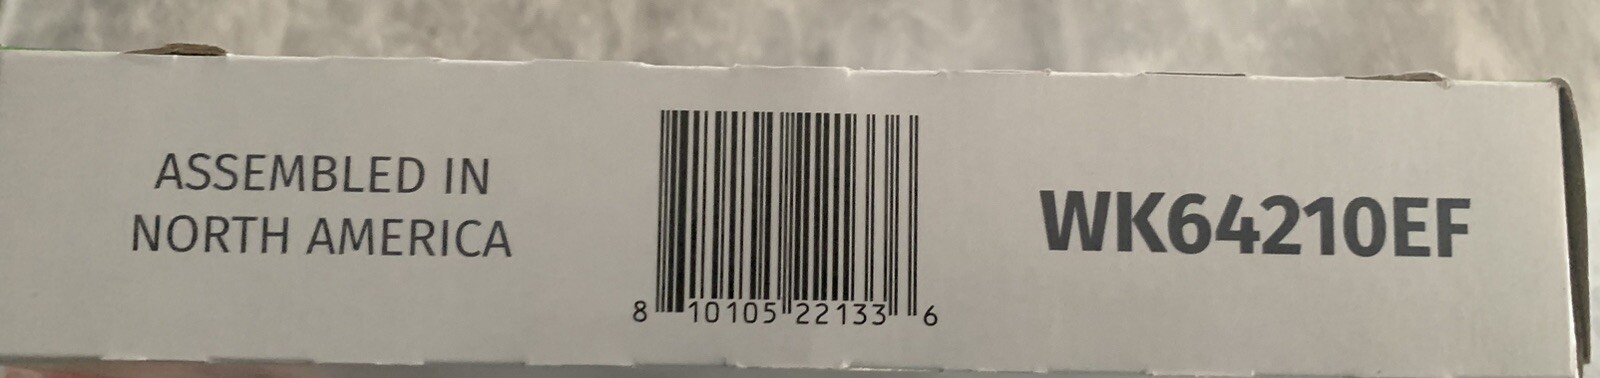 ASSEMBLED IN
NORTH AMERICA
8 10105 22133 6
WK64210EF